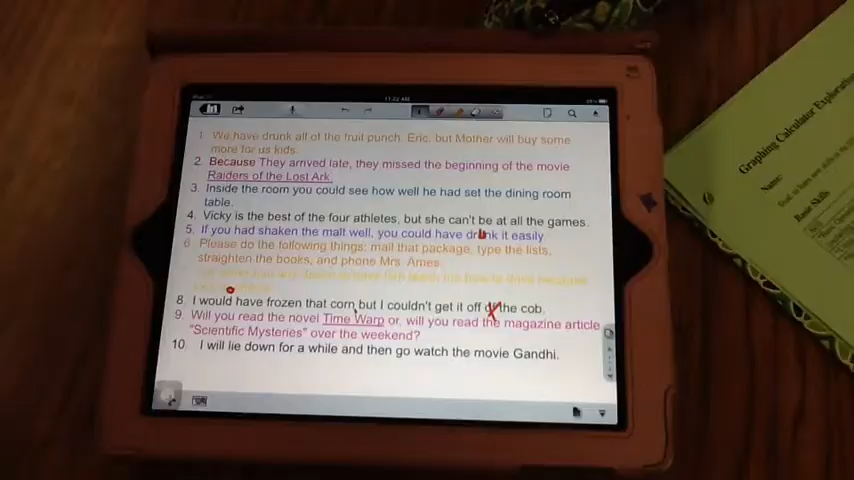 11:22 AM
1. We have drunk all of the fruit punch, Eric, but Mother will buy some
more for us kids.
2. Because They arrived late, they missed the beginning of the movie
Raiders of the Lost Ark.
3. Inside the room you could see how well he had set the dining room
table.
4. Vicky is the best of the four athletes, but she can't be at all the games.
5. If you had shaken the malt well, you could have drunk it easily
6. Please do the following things: mail that package, type the lists,
straighten the books, and phone Mrs. Ames.
8. I would have frozen that corn, but I couldn't get it off of the cob.
9. Will you read the novel Time Warp or, will you read the magazine article
"Scientific Mysteries" over the weekend?
10. I will lie down for a while and then go watch the movie Gandhi.
Graphing Calculator Exploration
Name:
Basic Skills